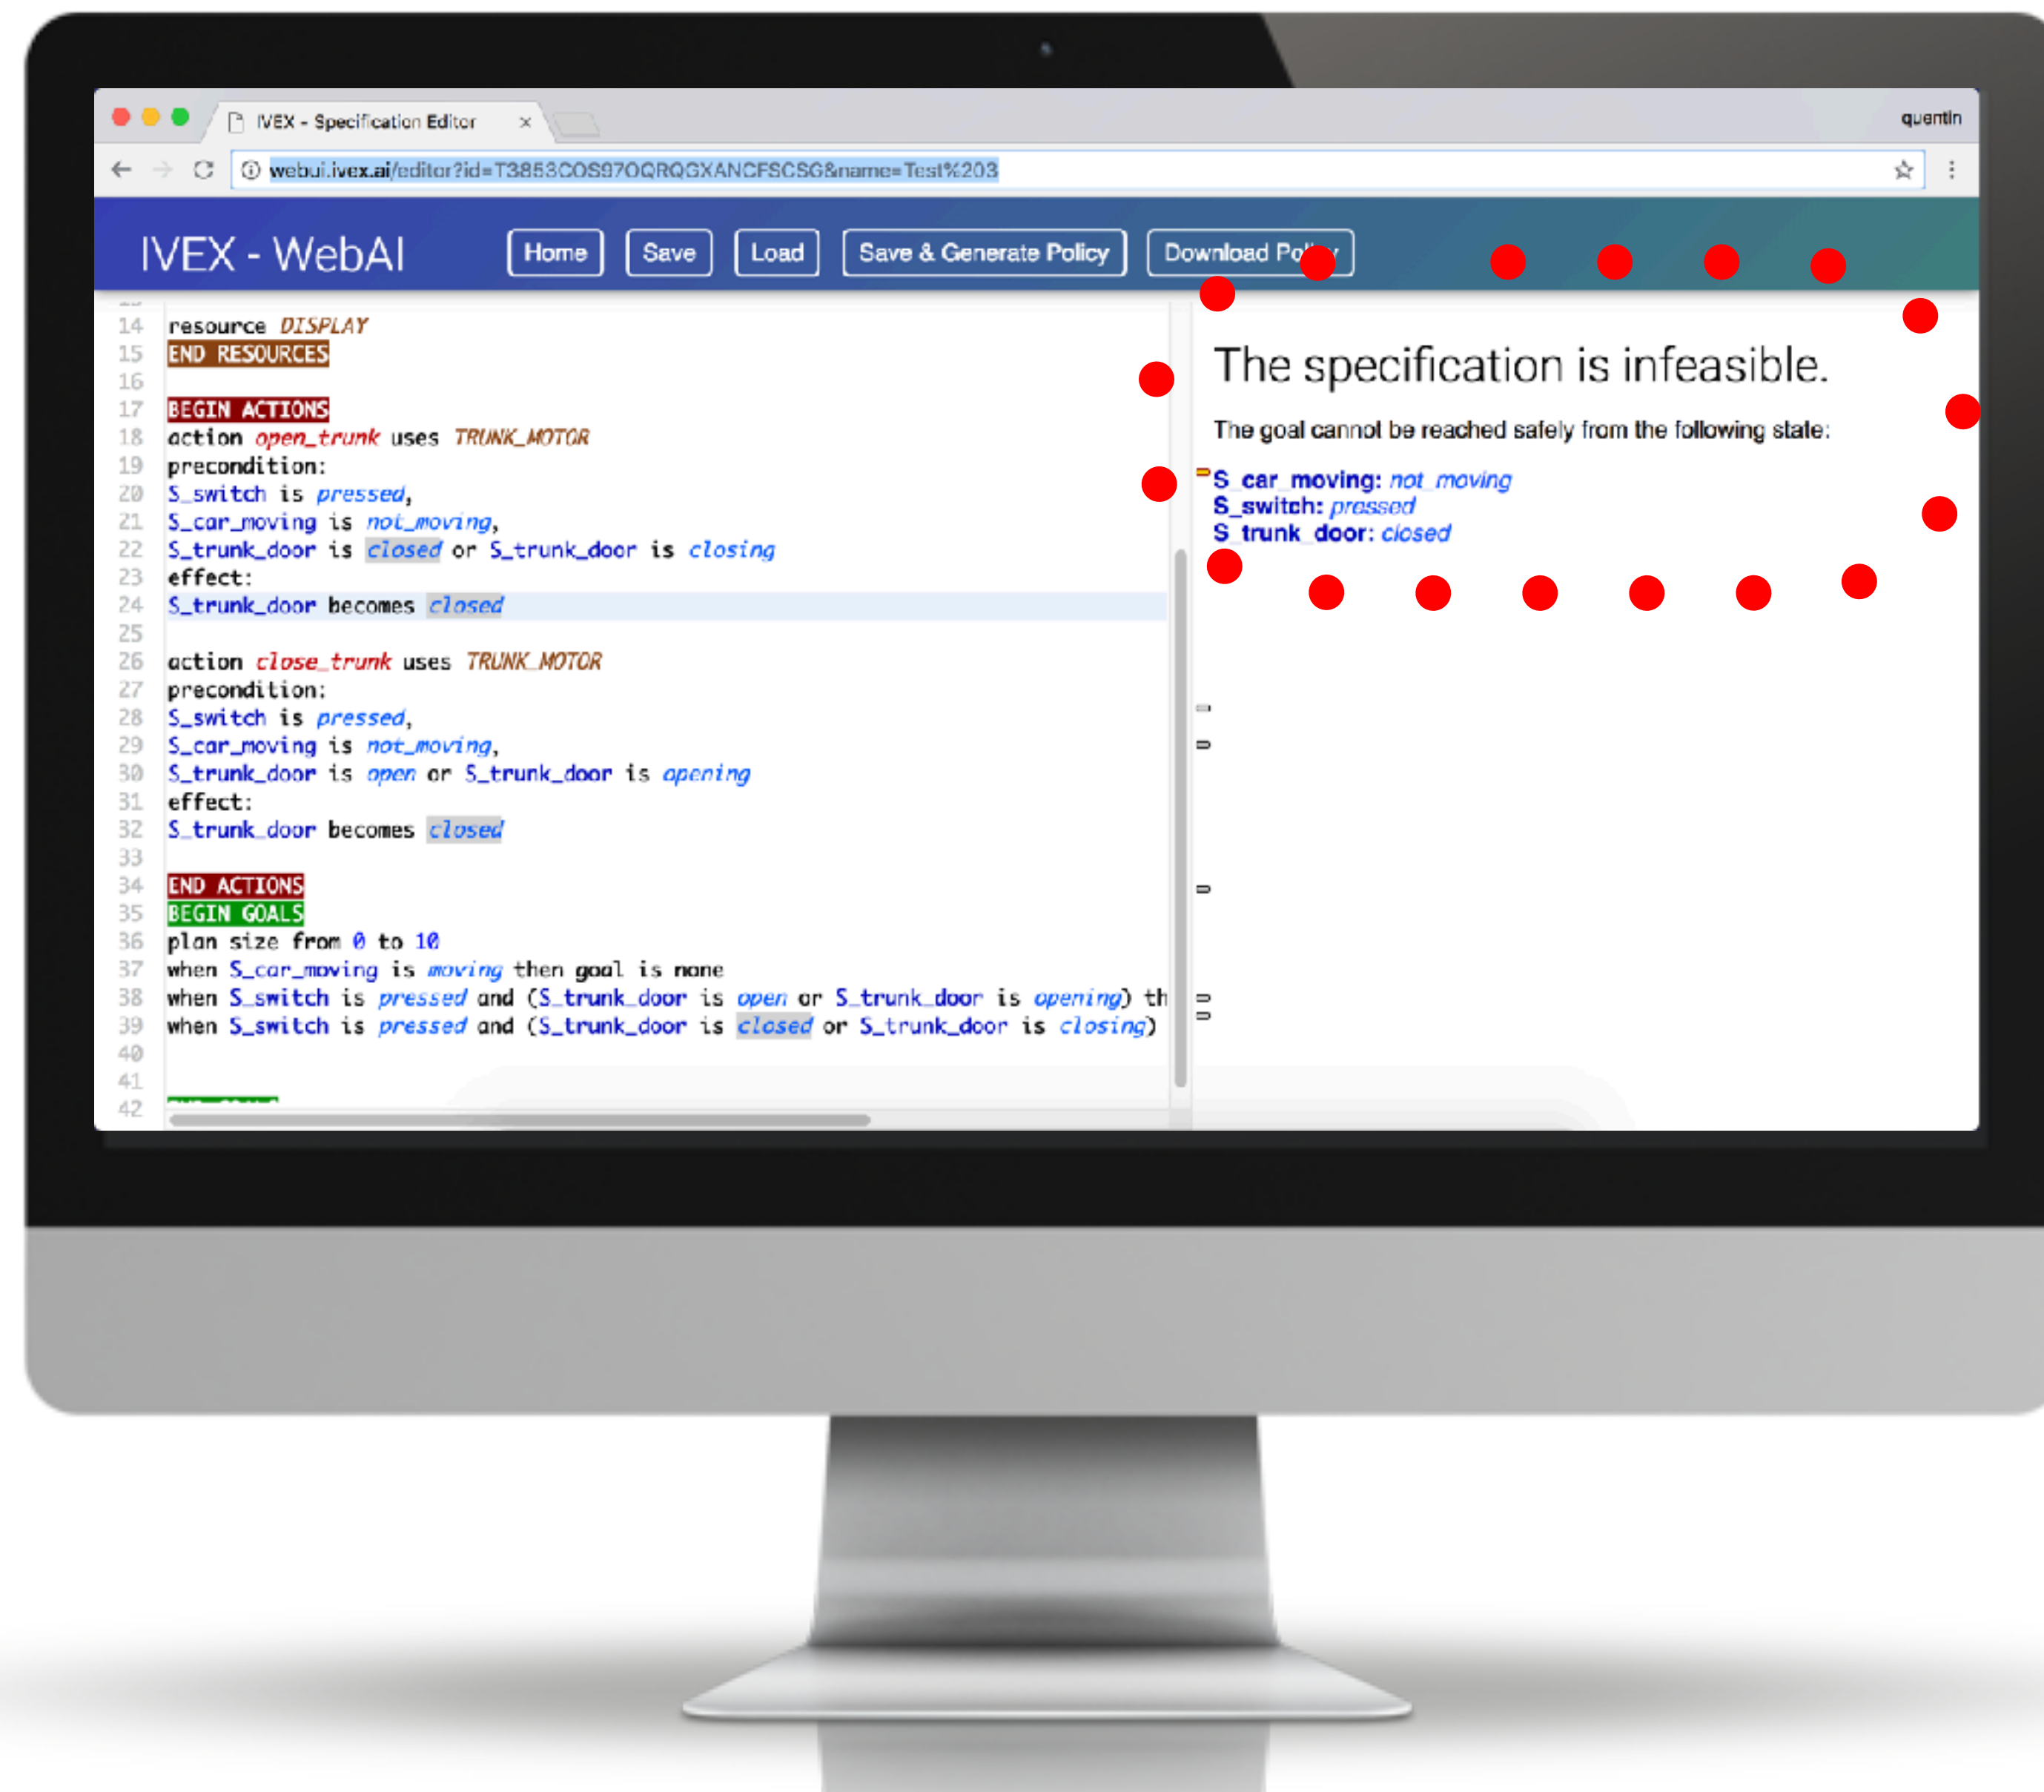 IVEX - Specification Editor
quentin
webui.ivex.ai/editor?id=T3853COS97OQRQGXANCFSCSG&name=Test%203
IVEX - WebAI
Home
Save
Load
Save & Generate Policy
Download
14 resource DISPLAY
15 END RESOURCES
16
17 BEGIN ACTIONS
18 action open_trunk uses TRUNK_MOTOR
19 precondition:
20 S_switch is pressed,
21 S_car_moving is not_moving,
22 S_trunk_door is closed or S_trunk_door is closing
23 effect:
24 S_trunk_door becomes closed
25
26 action close_trunk uses TRUNK_MOTOR
27 precondition:
28 S_switch is pressed,
29 S_car_moving is not_moving,
30 S_trunk_door is open or S_trunk_door is opening
31 effect:
32 S_trunk_door becomes closed
33
34 END ACTIONS
35 BEGIN GOALS
36 plan size from 0 to 10
37 when S_car_moving is moving then goal is none
38 when S_switch is pressed and (S_trunk_door is open or S_trunk_door is opening) th
39 when S_switch is pressed and (S_trunk_door is closed or S_trunk_door is closing)
40
41
42
The specification is infeasible.
The goal cannot be reached safely from the following state:
S_car_moving: not_moving
S_switch: pressed
S_trunk_door: closed